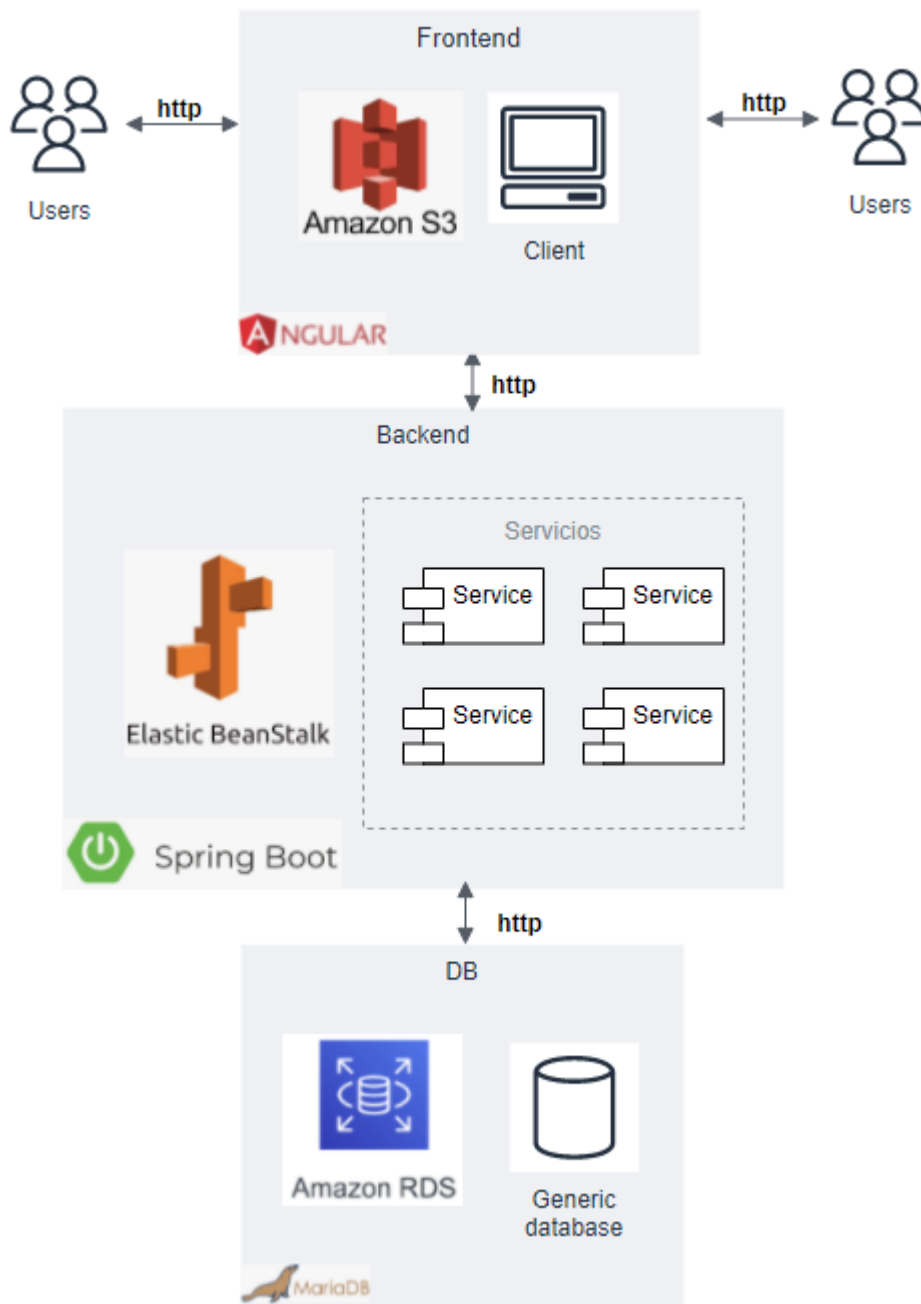 Frontend
http
http
Users
Users
Amazon S3
Client
ANGULAR
http
Backend
Servicios
Service
Service
Service
Service
Elastic BeanStalk
Spring Boot
http
DB
Amazon RDS
Generic
database
MariaDB